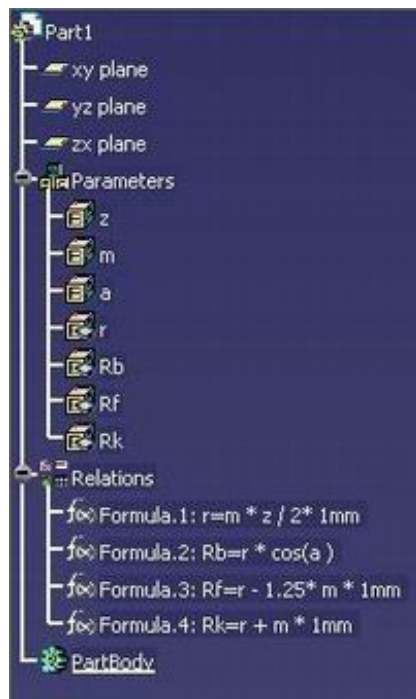 Part1
xy plane
yz plane
zx plane
Parameters
z
m
a
r
Rb
Rf
Rk
Relations
f(x) Formula.1: r=m * z / 2* 1mm
f(x) Formula.2: Rb=r * cos(a )
f(x) Formula.3: Rf=r - 1.25* m * 1mm
f(x) Formula.4: Rk=r + m * 1mm
PartBody